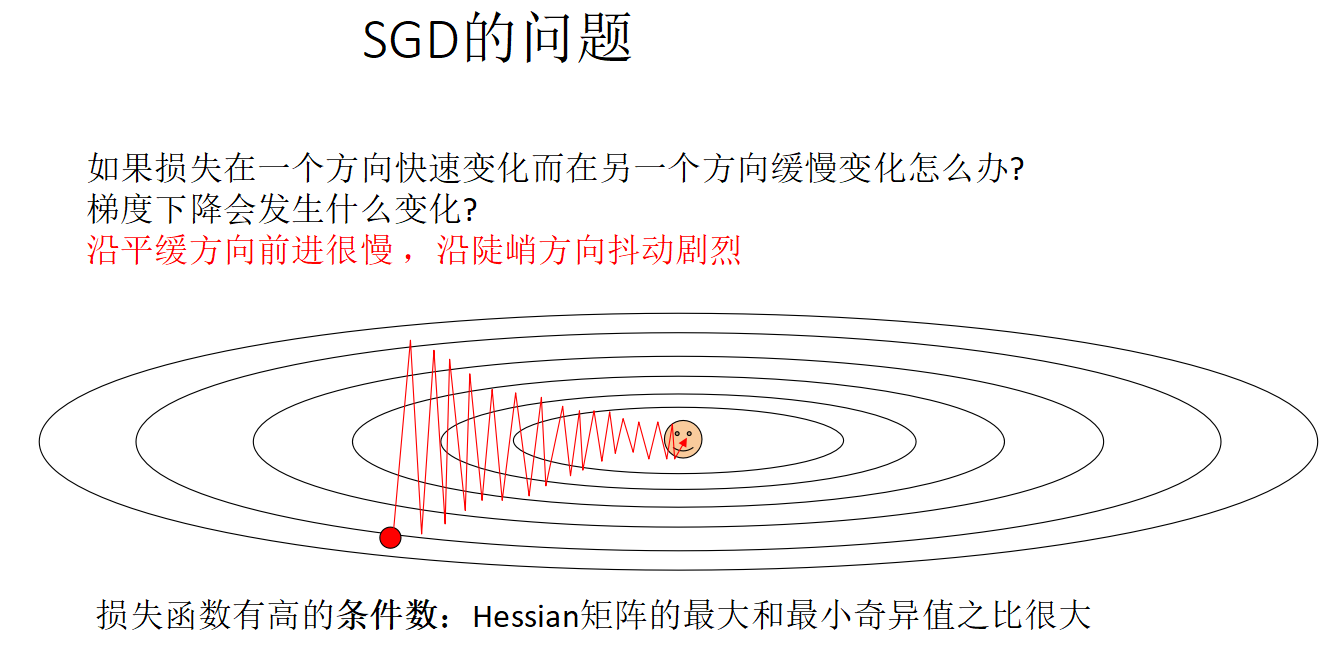 SGD的问题
如果损失在一个方向快速变化而在另一个方向缓慢变化怎么办?
梯度下降会发生什么变化?
沿平缓方向前进很慢，沿陡峭方向抖动剧烈
损失函数有高的条件数：Hessian矩阵的最大和最小奇异值之比很大